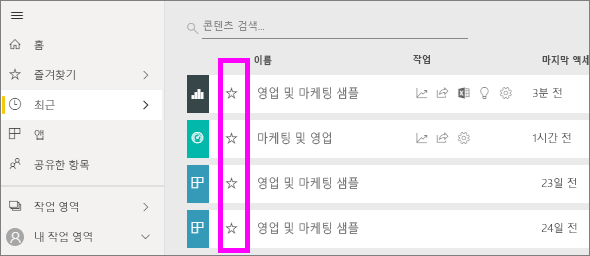 콘텐츠 검색...
홈
즐겨찾기
최근
앱
공유한 항목
작업 영역
내 작업 영역
이름 작업 마지막 액세
영업 및 마케팅 샘플 3분 전
마케팅 및 영업 1시간 전
영업 및 마케팅 샘플 23일 전
영업 및 마케팅 샘플 24일 전